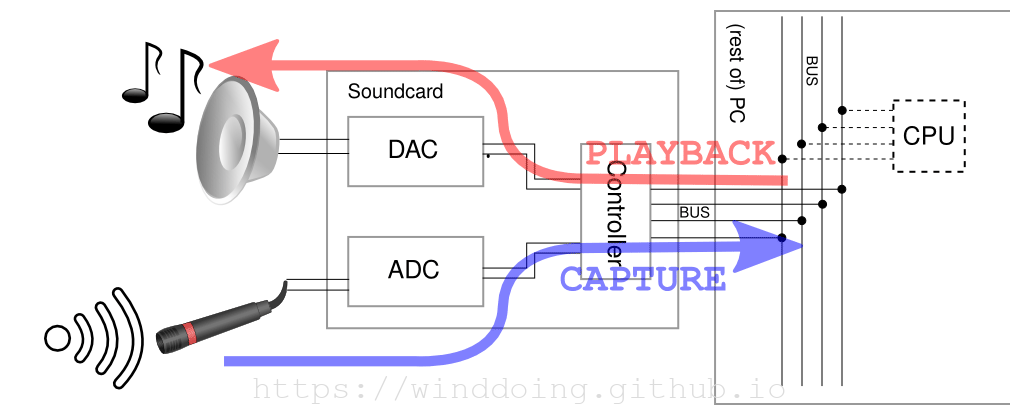 Soundcard
DAC
ADC
Controller
PLAYBACK
CAPTURE
BUS
(rest of) PC
BUS
CPU
https://winddoing.github.io